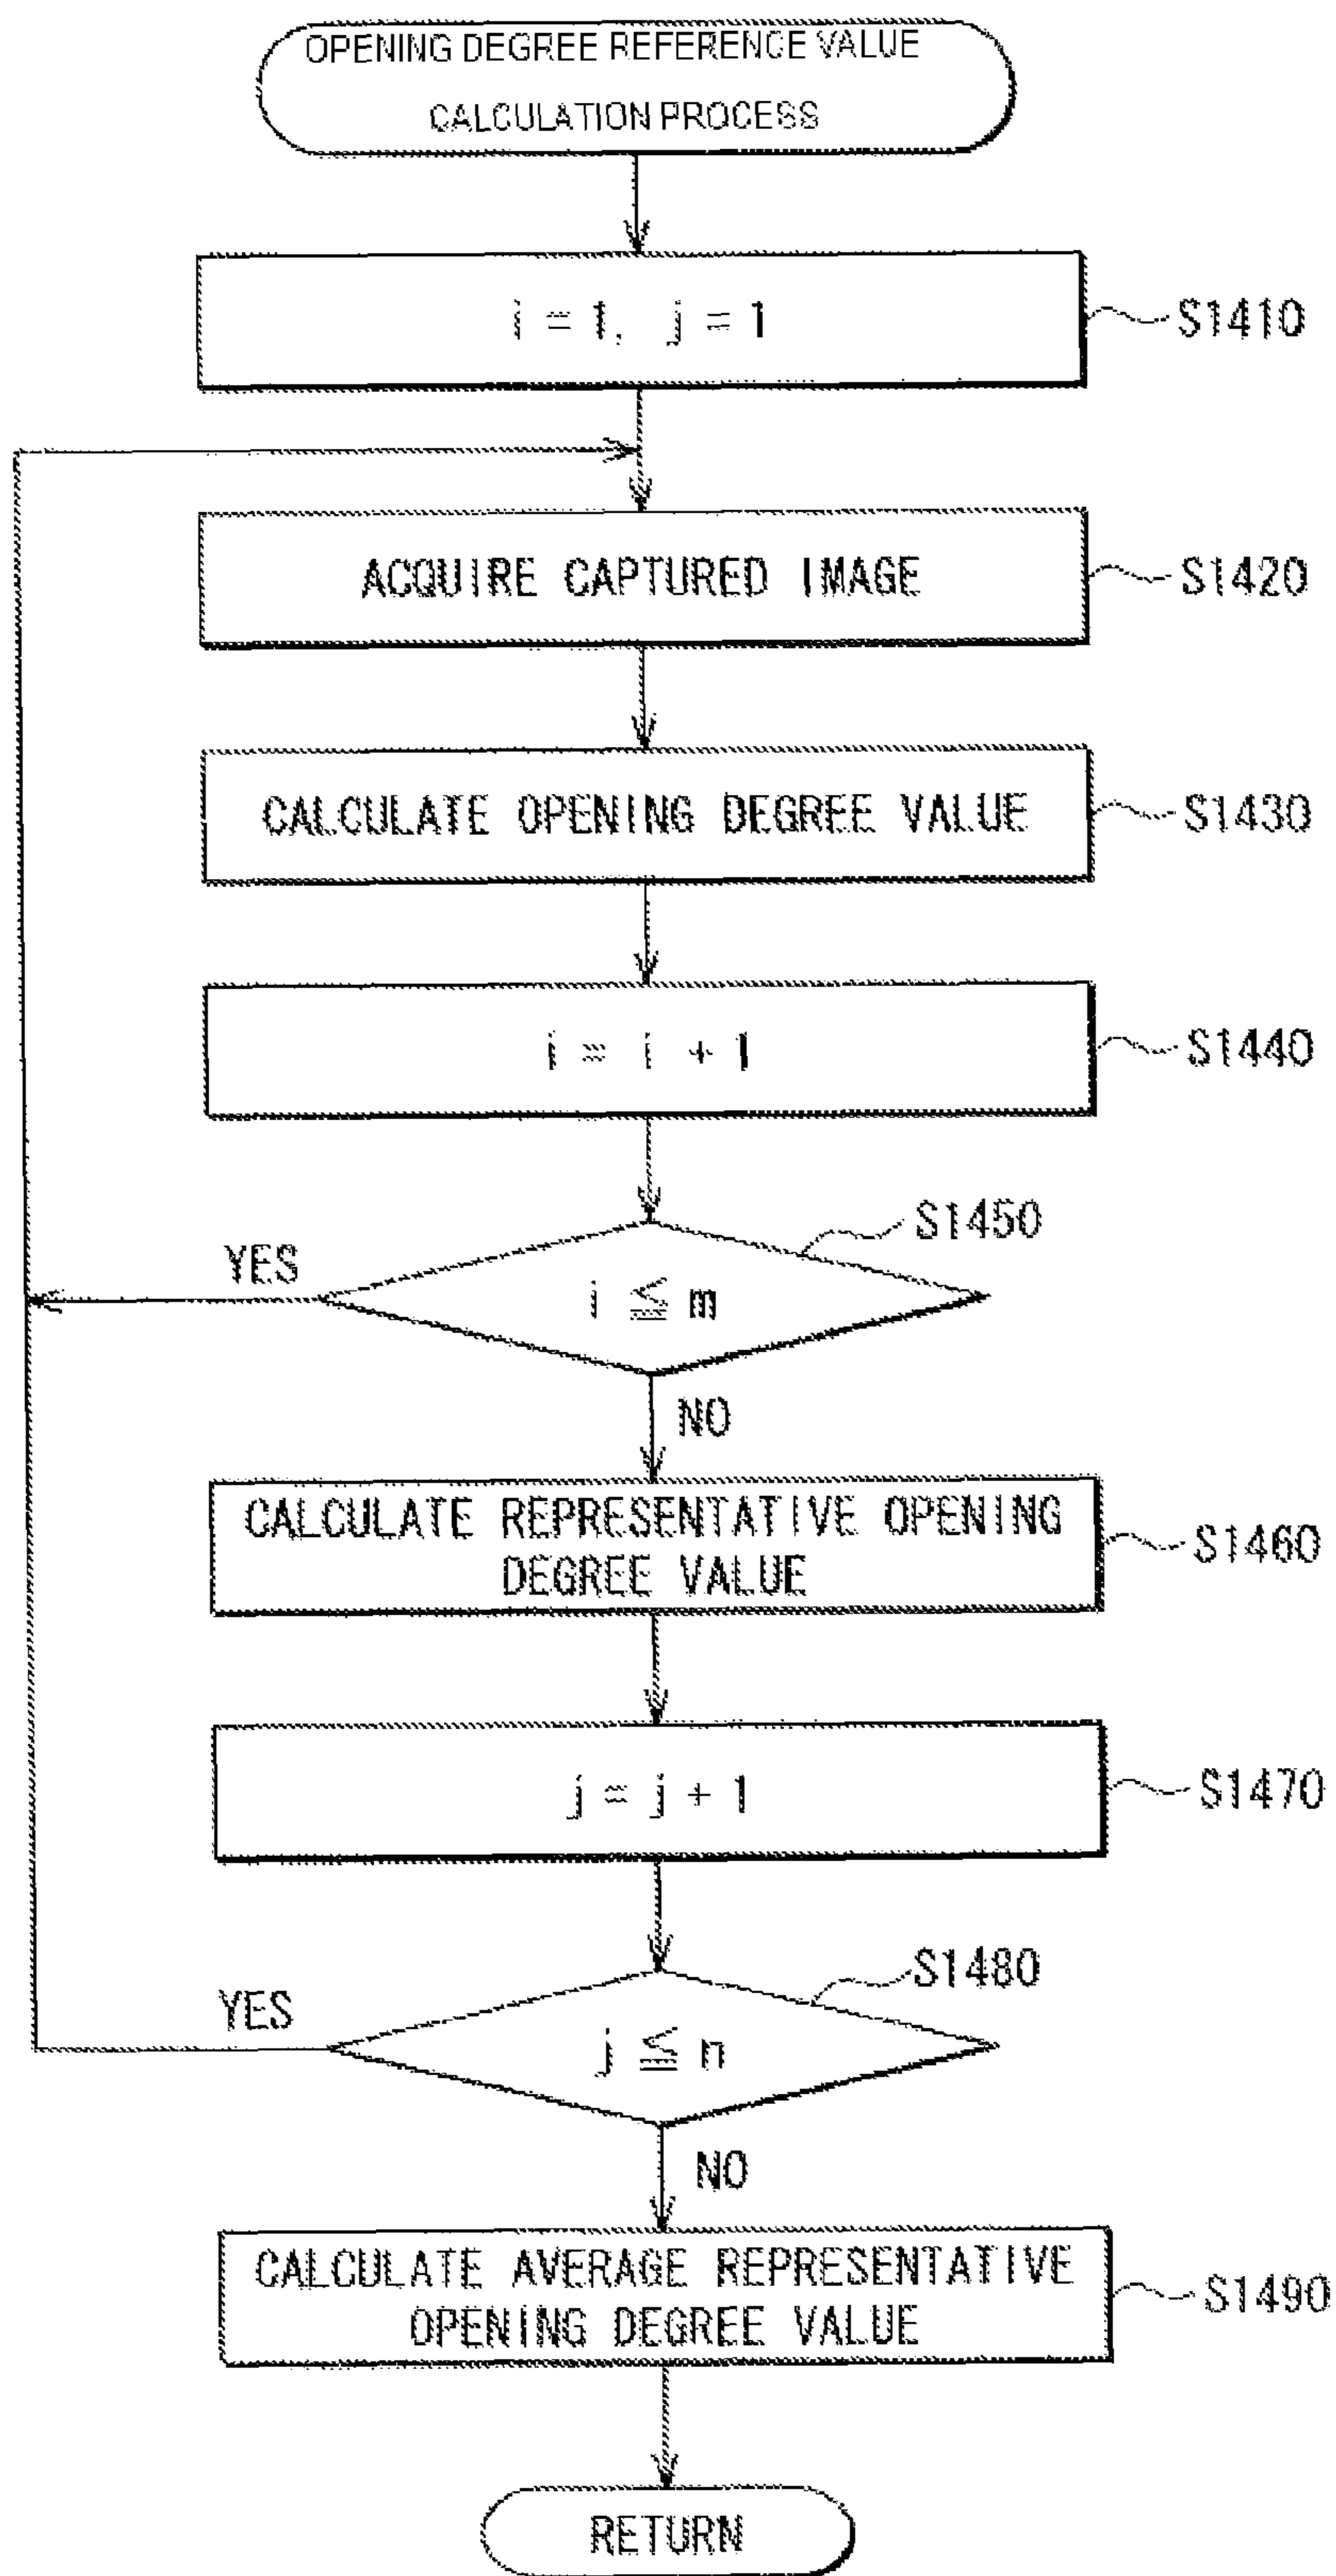 OPENING DEGREE REFERENCE VALUE
CALCULATION PROCESS
i = 1, j = 1
S1410
ACQUIRE CAPTURED IMAGE
S1420
CALCULATE OPENING DEGREE VALUE
S1430
i = i + 1
S1440
S1450
YES
i ≦ m
NO
CALCULATE REPRESENTATIVE OPENING
DEGREE VALUE
S1460
j = j + 1
S1470
S1480
YES
j ≦ n
NO
CALCULATE AVERAGE REPRESENTATIVE
OPENING DEGREE VALUE
S1490
RETURN